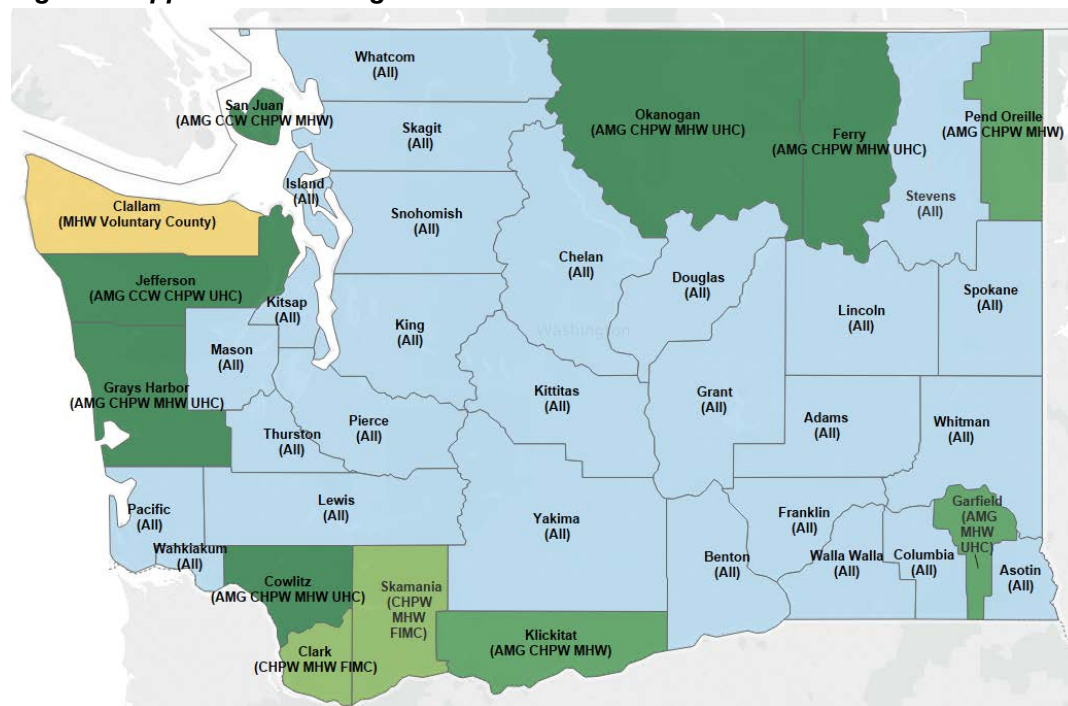 Whatcom
(All)
San Juan
(AMG CCW CHPW MHW)
Okanogan
(AMG CHPW MHW UHC)
Ferry
(AMG CHPW MHW UHC)
Pend Oreille
(AMG CHPW MHW)
Skagit
(All)
Island
(All)
Stevens
(All)
Clallam
(MHW Voluntary County)
Snohomish
(All)
Chelan
(All)
Douglas
(All)
Jefferson
(AMG CCW CHPW UHC)
Kitsap
(All)
Lincoln
(All)
Spokane
(All)
King
(All)
Washington
Mason
(All)
Grays Harbor
(AMG CHPW MHW UHC)
Kittitas
(All)
Grant
(All)
Adams
(All)
Whitman
(All)
Pierce
(All)
Thurston
(All)
Lewis
(All)
Pacific
(All)
Yakima
(All)
Franklin
(All)
Garfield
(AMG
MHW
UHC)
Wahkiakum
(All)
Benton
(All)
Walla Walla
(All)
Columbia
(All)
Asotin
(All)
Cowlitz
(AMG CHPW MHW UHC)
Skamania
(CHPW
MHW
FIMC)
Klickitat
(AMG CHPW MHW)
Clark
(CHPW MHW FIMC)